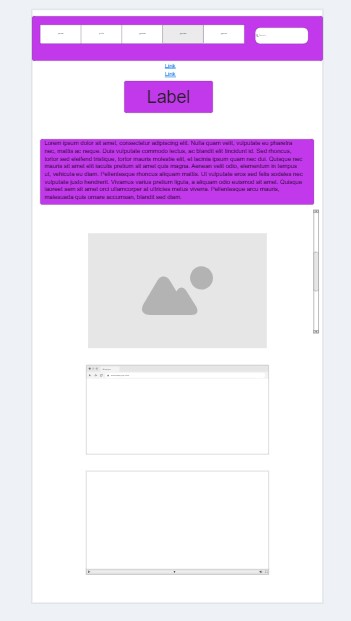 Link
Link
Label
Lorem ipsum dolor sit amet, consectetur adipiscing elit. Nulla quam velit, vulputate eu pharetra
nec, mattis ac neque. Duis vulputate commodo lectus, ac blandit elit tincidunt id. Sed rhoncus,
tortor sed eleifend tristique, tortor mauris molestie elit, et lacinia ipsum quam nec dui. Quisque nec
mauris sit amet elit iaculis pretium sit amet quis magna. Aenean velit odio, elementum in tempus
ut, vehicula eu diam. Pellentesque rhoncus aliquam mattis. Ut vulputate eros sed felis sodales nec
vulputate justo hendrerit. Vivamus varius pretium ligula, a aliquam odio euismod sit amet. Quisque
laoreet sem sit amet orci ullamcorper at ultricies metus viverra. Pellentesque arcu mauris,
malesuada quis ornare accumsan, blandit sed diam.